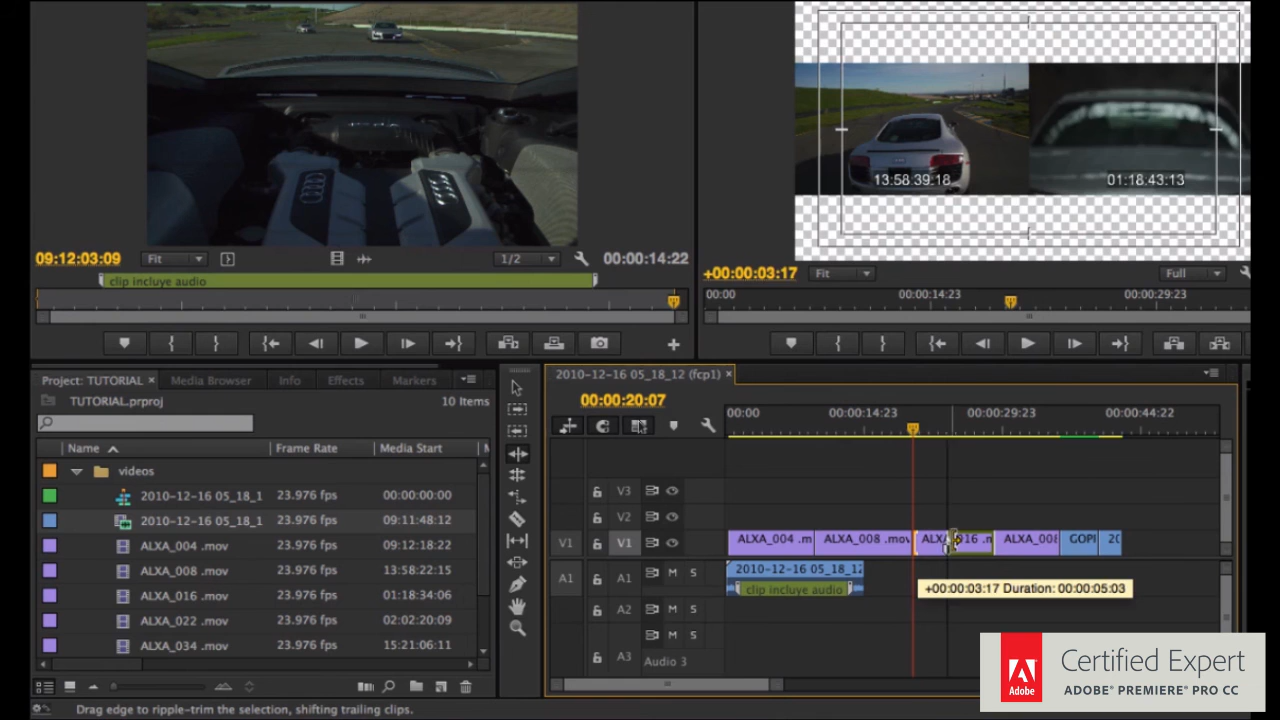 09:12:03:09
Fit
1/2
00:00:14:22
clip incluye audio
13:58:39:18
01:18:43:13
+00:00:03:17
Fit
Full
00:00
00:00:14:23
00:00:29:23
Project: TUTORIAL ×
Media Browser
Info
Effects
Markers
TUTORIAL.prproj
10 Items
Name
Frame Rate
Media Start
videos
2010-12-16 05_18_1 23.976 fps 00:00:00:00
2010-12-16 05_18_1 23.976 fps 09:11:48:12
ALXA_004 .mov 23.976 fps 09:12:18:22
ALXA_008 .mov 23.976 fps 13:58:22:15
ALXA_016 .mov 23.976 fps 01:18:34:06
ALXA_022 .mov 23.976 fps 02:02:20:09
ALXA_034 .mov 23.976 fps 15:21:06:11
2010-12-16 05_18_12 (fcp1) ×
00:00:20:07
00:00
00:00:14:23
00:00:29:23
00:00:44:22
V3
V2
V1 V1
ALXA_004 .m
ALXA_008 .mov
ALXA_008
GOPI
20
A1 A1 M S
2010-12-16 05_18_12
clip incluye audio
+00:00:03:17 Duration: 00:00:05:03
A2 M S
M S
A3 Audio 3
Drag edge to ripple-trim the selection, shifting trailing clips.
Adobe
Certified Expert
ADOBE® PREMIERE® PRO CC